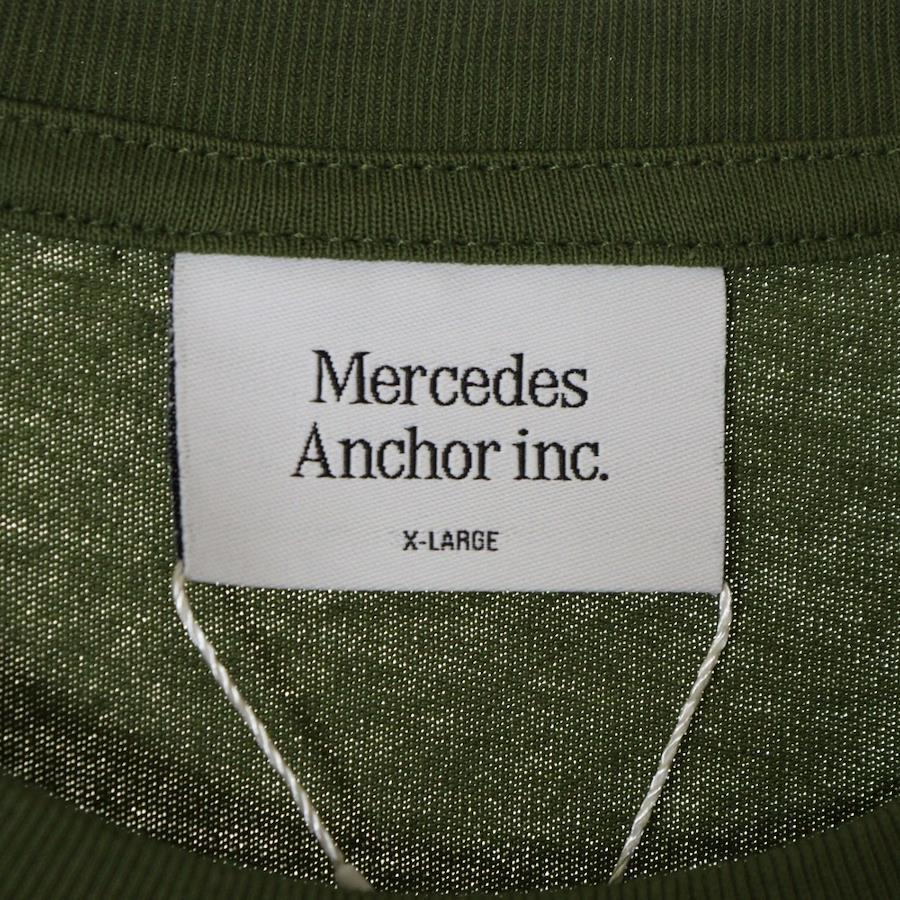 Mercedes
Anchor inc.
X-LARGE